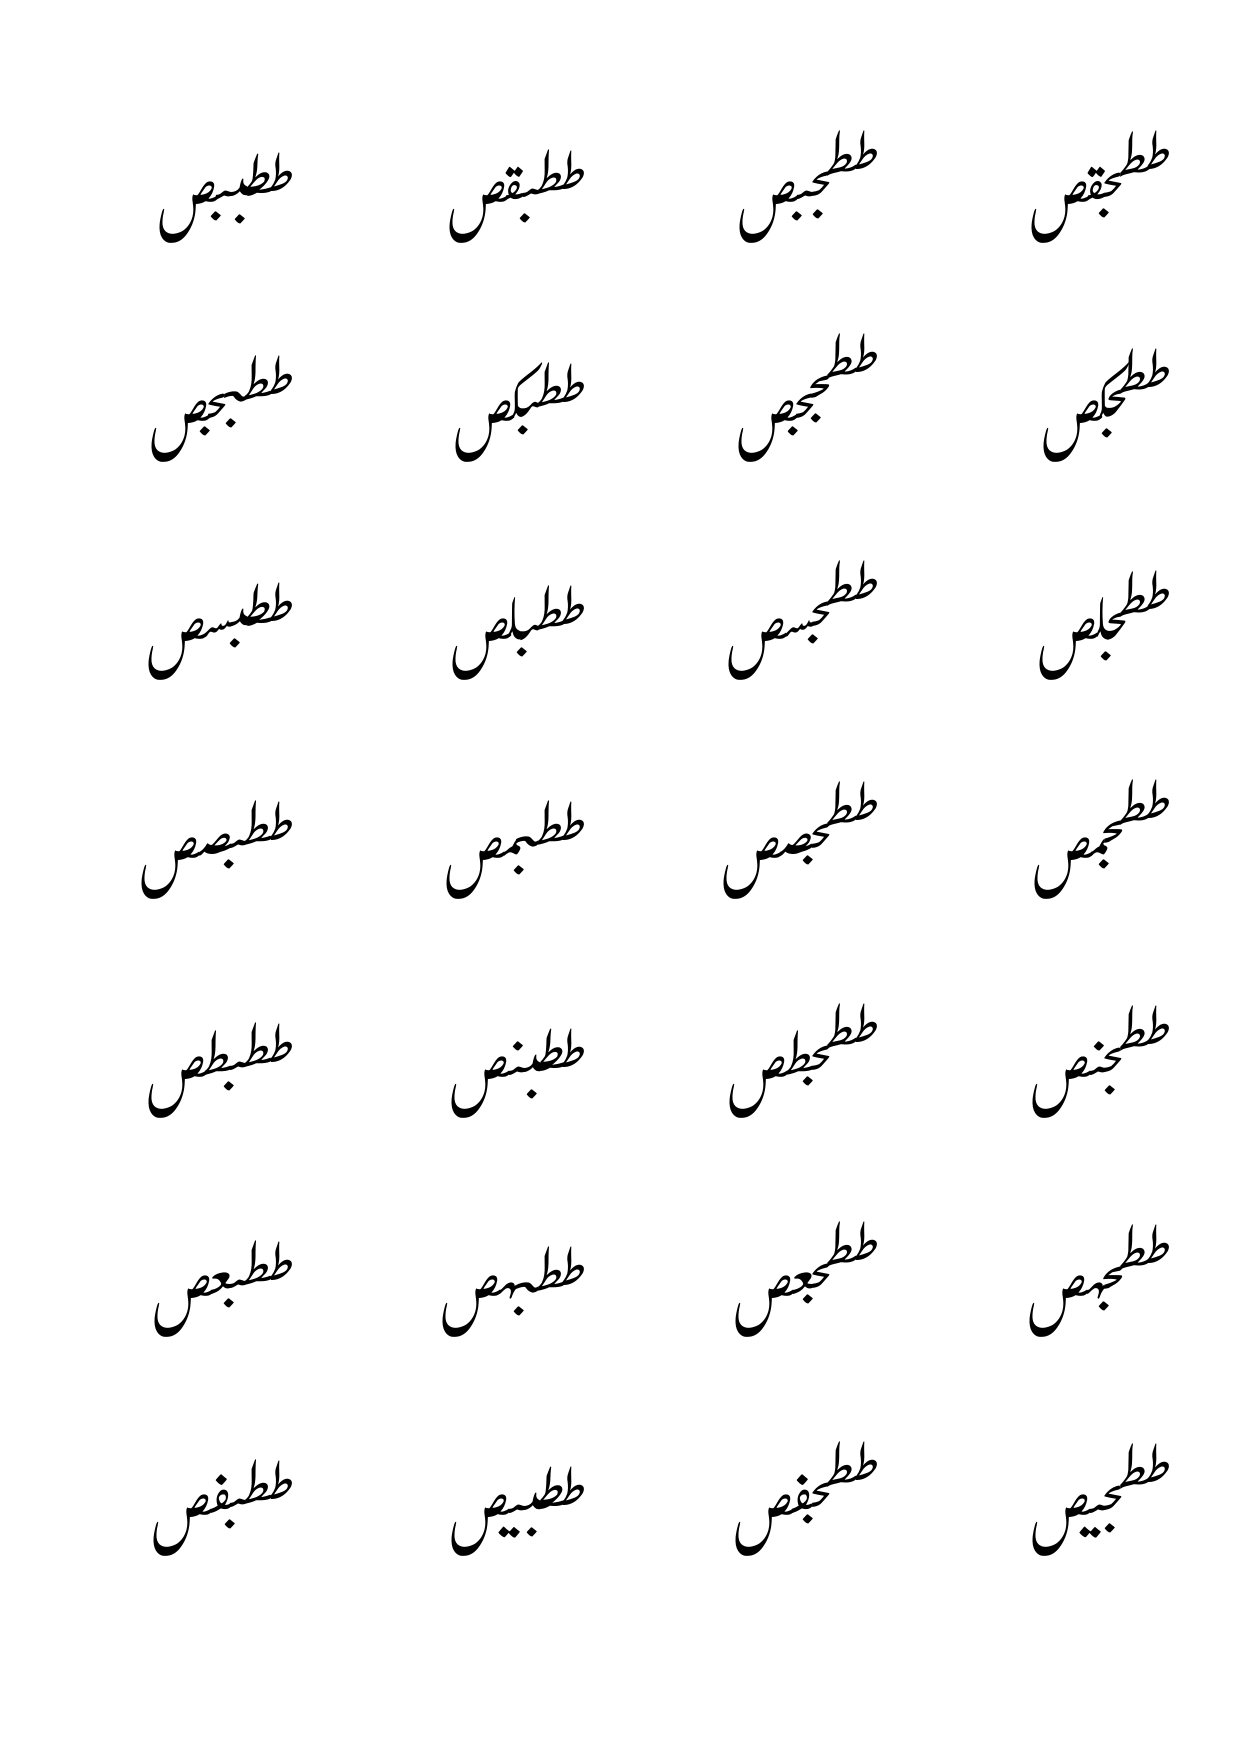 ططجقص ططجبص ططبقص ططببص
ططجكص ططججص ططبكص ططبجص
ططجلص ططجسص ططبلص ططبسص
ططجمص ططجصص ططبمص ططبصص
ططجنص ططجطص ططبنص ططبطص
ططجهص ططجعص ططبهص ططبعص
ططجيص ططجفص ططبيص ططبفص